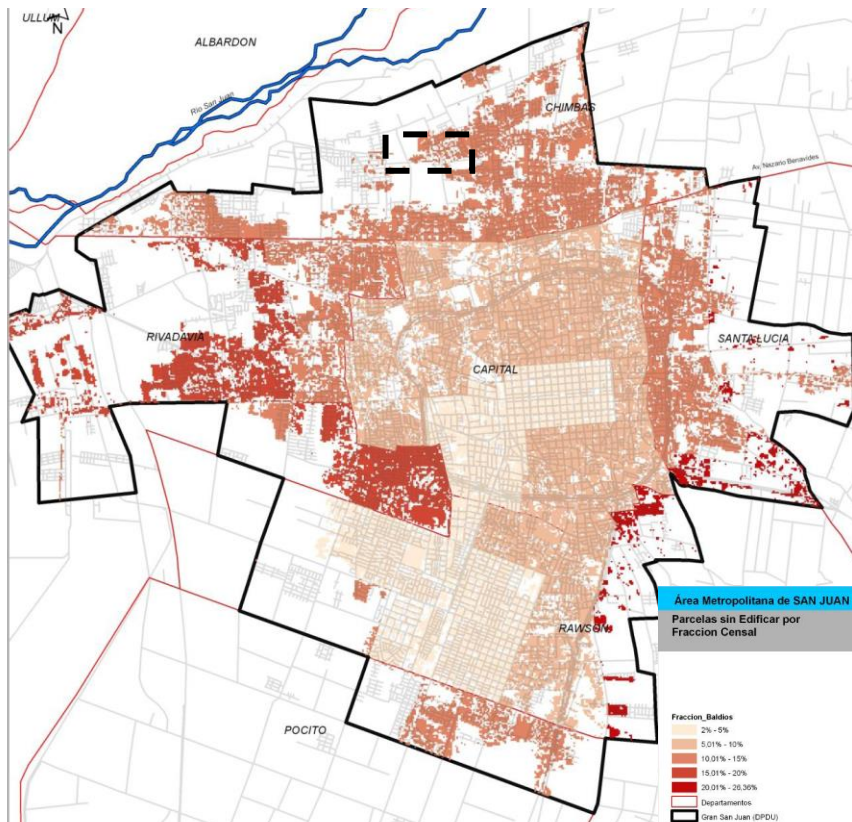 ULLUM
N
ALBARDON
Río San Juan
CHIMBAS
Av. Nazario Benavides
RIVADAVIA
SANTA LUCIA
CAPITAL
RAWSON
POCITO
Área Metropolitana de SAN JUAN
Parcelas sin Edificar por
Fraccion Censal
Fraccion_Baldios
2% - 5%
5,01% - 10%
10,01% - 15%
15,01% - 20%
20,01% - 26,36%
Departamentos
Gran San Juan (DPDU)